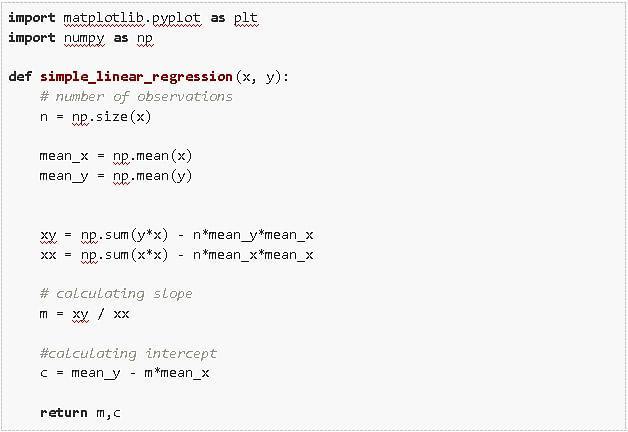 import matplotlib.pyplot as plt
import numpy as np
def simple_linear_regression(x, y):
# number of observations
n = np.size(x)
mean_x = np.mean(x)
mean_y = np.mean(y)
xy = np.sum(y*x) - n*mean_y*mean_x
xx = np.sum(x*x) - n*mean_x*mean_x
# calculating slope
m = xy / xx
#calculating intercept
c = mean_y - m*mean_x
return m,c